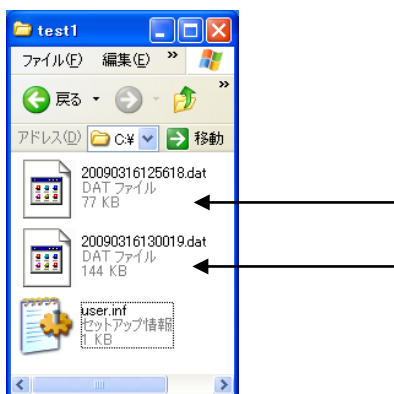 test1
ファイル(F) 編集(E) »
戻る »
アドレス(D) C:¥ 移動
20090316125618.dat
DAT ファイル
77 KB
20090316130019.dat
DAT ファイル
144 KB
user.inf
セットアップ情報
1 KB